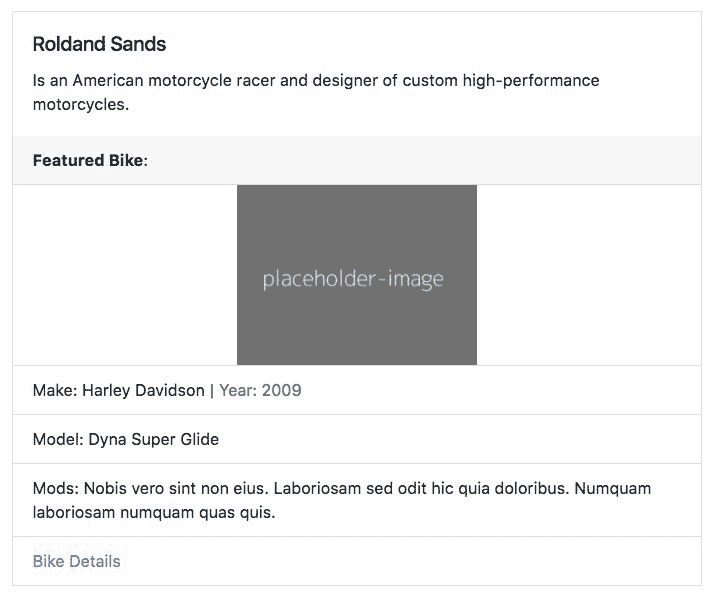 Roldand Sands
Is an American motorcycle racer and designer of custom high-performance
motorcycles.
Featured Bike:
placeholder-image
Make: Harley Davidson | Year: 2009
Model: Dyna Super Glide
Mods: Nobis vero sint non eius. Laboriosam sed odit hic quia doloribus. Numquam
laboriosam numquam quas quis.
Bike Details